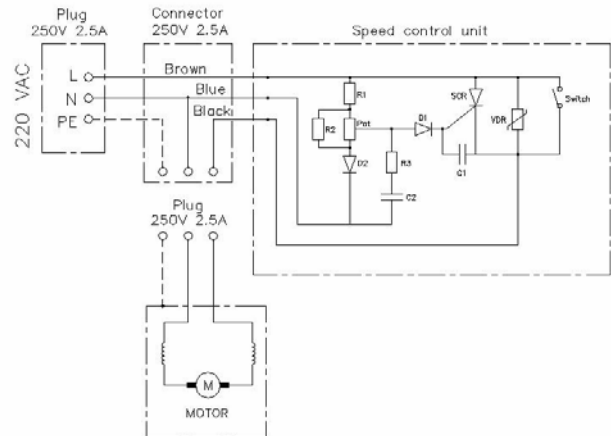 Plug
250V 2.5A
Connector
250V 2.5A
Speed control unit
220 VAC
L
N
PE
Brown
Blue
Black
R1
R2
Pot
D1
SCR
VDR
Switch
D2
R3
C1
C2
Plug
250V 2.5A
M
MOTOR